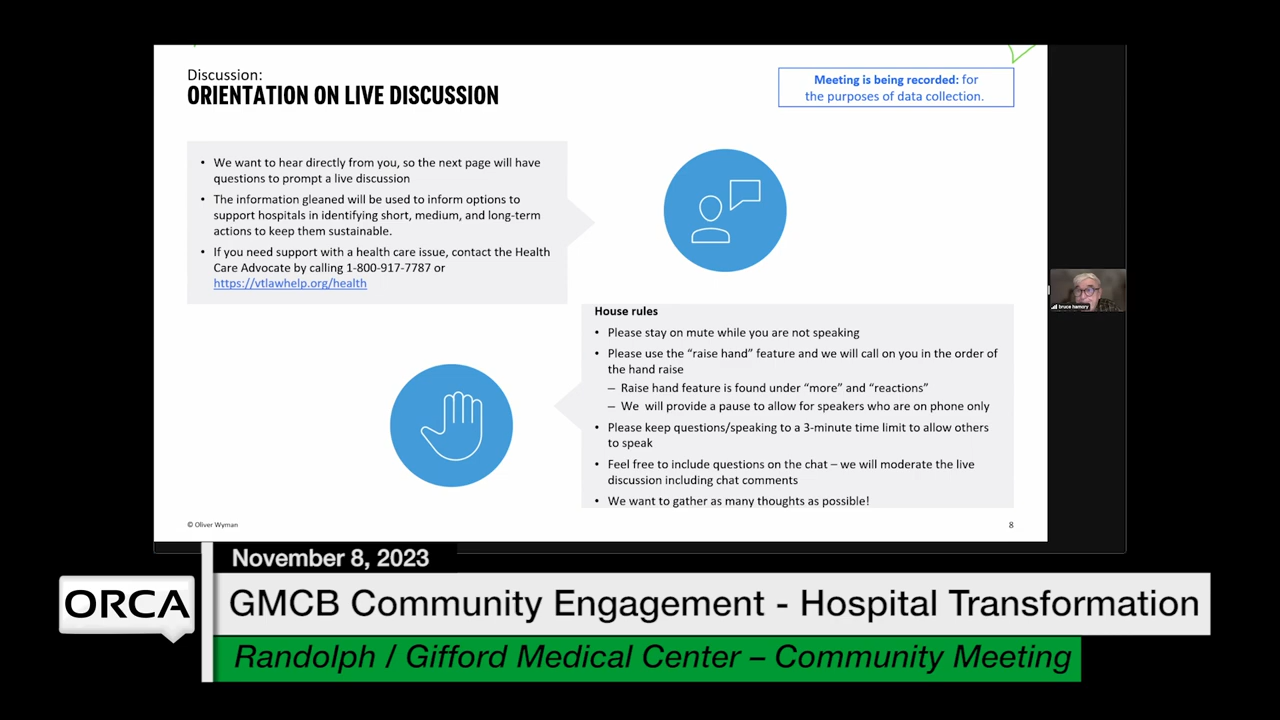 Discussion:
ORIENTATION ON LIVE DISCUSSION
Meeting is being recorded: for
the purposes of data collection.
• We want to hear directly from you, so the next page will have
questions to prompt a live discussion
• The information gleaned will be used to inform options to
support hospitals in identifying short, medium, and long-term
actions to keep them sustainable.
• If you need support with a health care issue, contact the Health
Care Advocate by calling 1-800-917-7787 or
https://vtlawhelp.org/health
bruce hamory
House rules
• Please stay on mute while you are not speaking
• Please use the “raise hand” feature and we will call on you in the order of
the hand raise
– Raise hand feature is found under “more” and “reactions”
– We will provide a pause to allow for speakers who are on phone only
• Please keep questions/speaking to a 3-minute time limit to allow others
to speak
• Feel free to include questions on the chat – we will moderate the live
discussion including chat comments
• We want to gather as many thoughts as possible!
© Oliver Wyman
8
November 8, 2023
ORCA
GMCB Community Engagement - Hospital Transformation
Randolph / Gifford Medical Center – Community Meeting